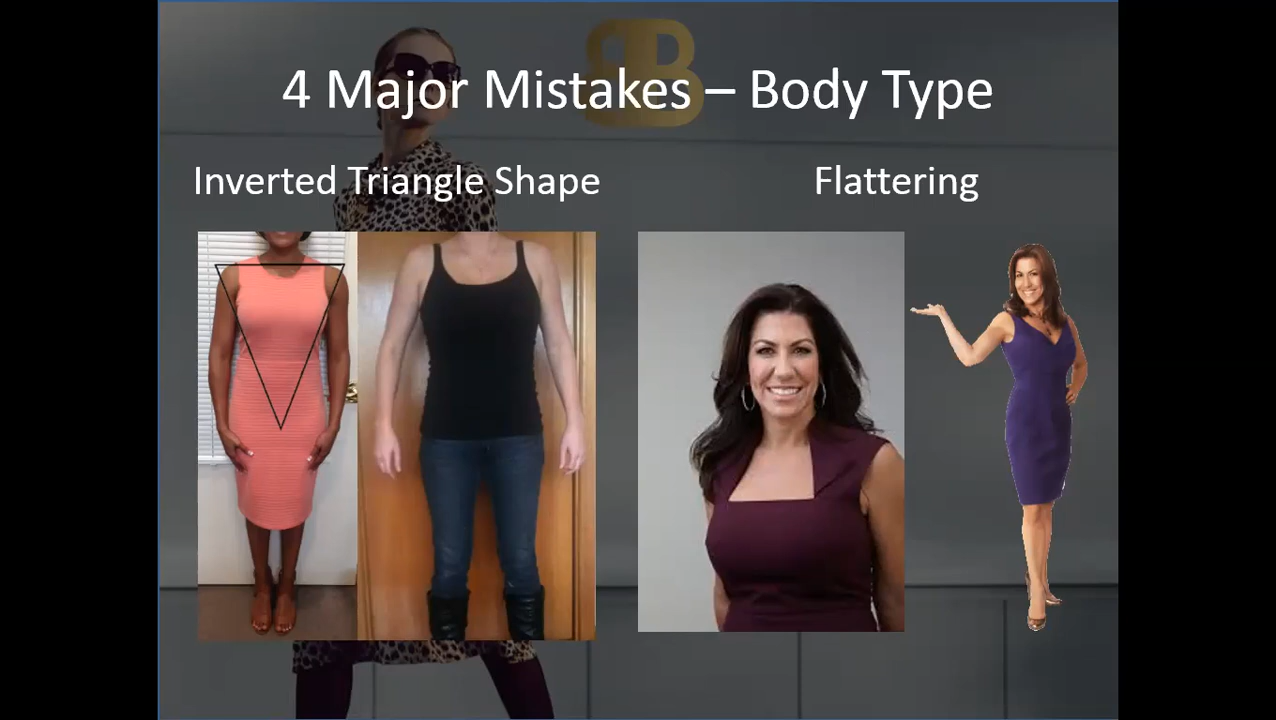 4 Major Mistakes – Body Type
Inverted Triangle Shape
Flattering